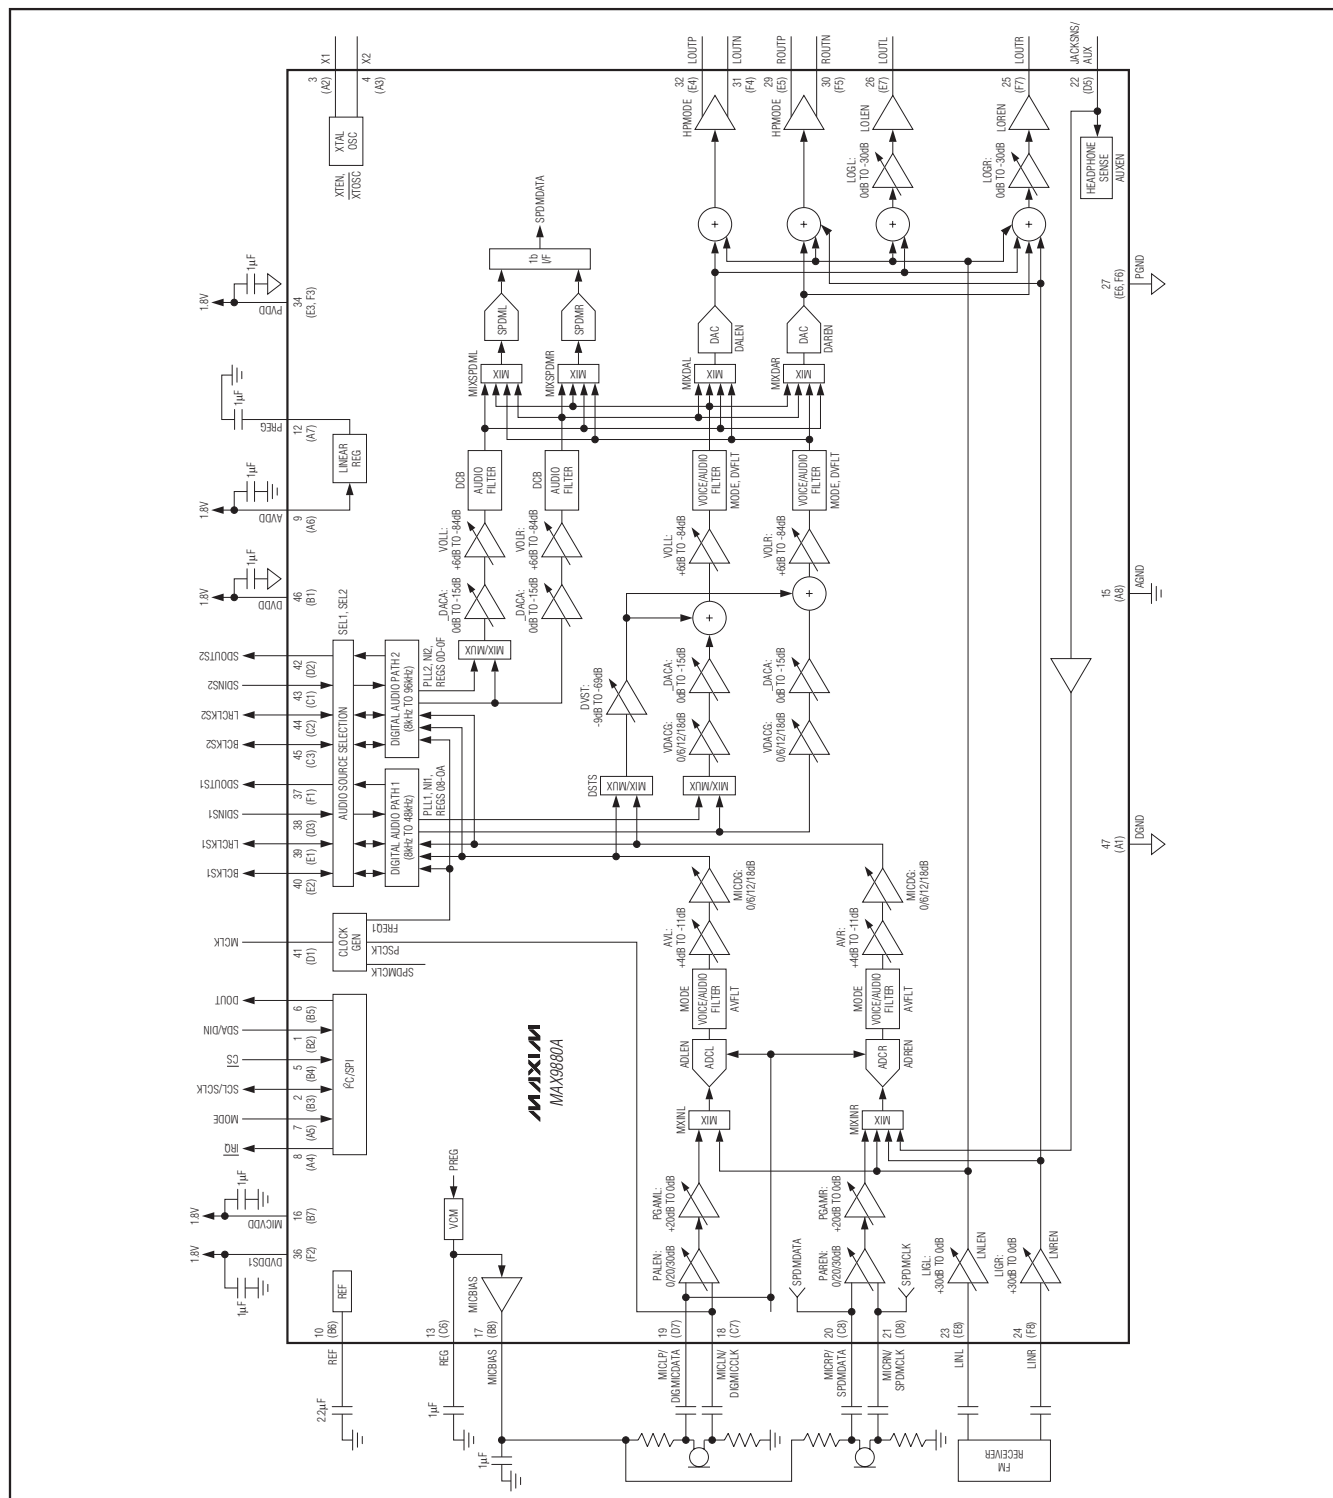 3
(A2)
X1
4
(A3)
X2
XTAL
OSC
XTEN,
XTOSC
32
(E4)
LOUTP
31
(F4)
LOUTN
29
(E5)
ROUTP
30
(F5)
ROUTN
26
(E7)
LOUTL
25
(F7)
LOUTR
22
(D5)
JACKSNS/
AUX
HPMODE
HPMODE
LOLEN
LOREN
LOGL:
0dB TO -30dB
LOGR:
0dB TO -30dB
HEADPHONE
SENSE
AUXEN
SPDMDATA
1b
I/F
SPDML
SPDMR
+
+
+
+
1.8V
1µF
PVDD
34
(E3, F3)
27
(E6, F6)
PGND
DAC
DALEN
DAC
DAREN
MIXSPDML
MIX
MIXSPDMR
MIX
MIXDAL
MIX
MIXDAR
MIX
1µF
PREG
12
(A7)
LINEAR
REG
DCB
AUDIO
FILTER
DCB
AUDIO
FILTER
VOICE/AUDIO
FILTER
MODE, DVFLT
VOICE/AUDIO
FILTER
MODE, DVFLT
1.8V
1µF
AVDD
9
(A6)
VOLL:
+6dB TO -84dB
VOLR:
+6dB TO -84dB
VOLL:
+6dB TO -84dB
VOLR:
+6dB TO -84dB
1.8V
1µF
DVDD
46
(B1)
_DACA:
0dB TO -15dB
_DACA:
0dB TO -15dB
+
+
15
(A8)
AGND
SEL1, SEL2
SDOUTS2
42
(D2)
SDINS2
43
(C1)
LRCLKS2
44
(C2)
BCLKS2
45
(C3)
SDOUTS1
37
(F1)
SDINS1
38
(D3)
LRCLKS1
39
(E1)
BCLKS1
40
(E2)
AUDIO SOURCE SELECTION
DIGITAL AUDIO PATH 2
(8kHz TO 96kHz)
PLL2, NI2,
REGS 0D-0F
DIGITAL AUDIO PATH 1
(8kHz TO 48kHz)
PLL1, NI1,
REGS 08-0A
MIX/MUX
DVST:
-9dB TO -69dB
_DACA:
0dB TO -15dB
_DACA:
0dB TO -15dB
VDACG:
0/6/12/18dB
VDACG:
0/6/12/18dB
DSTS
MIX/MUX
MIX/MUX
47
(A1)
DGND
MCLK
41
(D1)
CLOCK
GEN
FREQ1
PSCLK
SPDMCLK
MICDG:
0/6/12/18dB
MICDG:
0/6/12/18dB
AVL:
+4dB TO -11dB
AVR:
+4dB TO -11dB
MODE
VOICE/AUDIO
FILTER
AVFLT
MODE
VOICE/AUDIO
FILTER
AVFLT
DOUT
6
(B5)
SDA/DIN
1
(B2)
CS
5
(B4)
SCL/SCLK
2
(B3)
MODE
7
(A5)
IRQ
8
(A4)
I²C/SPI
MAXIM
MAX9880A
ADLEN
ADCL
ADCR
ADREN
MXINL
MIX
MIXINR
MIX
1.8V
1µF
MICVDD
16
(B7)
1.8V
1µF
DVDDS1
36
(F2)
PREG
VCM
MICBIAS
PGAML:
+20dB TO 0dB
PGAMR:
+20dB TO 0dB
PALEN:
0/20/30dB
PAREN:
0/20/30dB
SPDMDATA
SPDMCLK
LIGL:
+30dB TO 0dB
LNLEN
LIGR:
+30dB TO 0dB
LNREN
REF
10
(B6)
REF
2.2µF
13
(C6)
REG
1µF
17
(B8)
MICBIAS
1µF
19
(D7)
MICLP/
DIGMICDATA
18
(C7)
MICLN/
DIGMICCLK
20
(C8)
MICRP/
SPDMDATA
21
(D8)
MICRN/
SPDMCLK
23
(E8)
LINL
24
(F8)
LINR
FM
RECEIVER